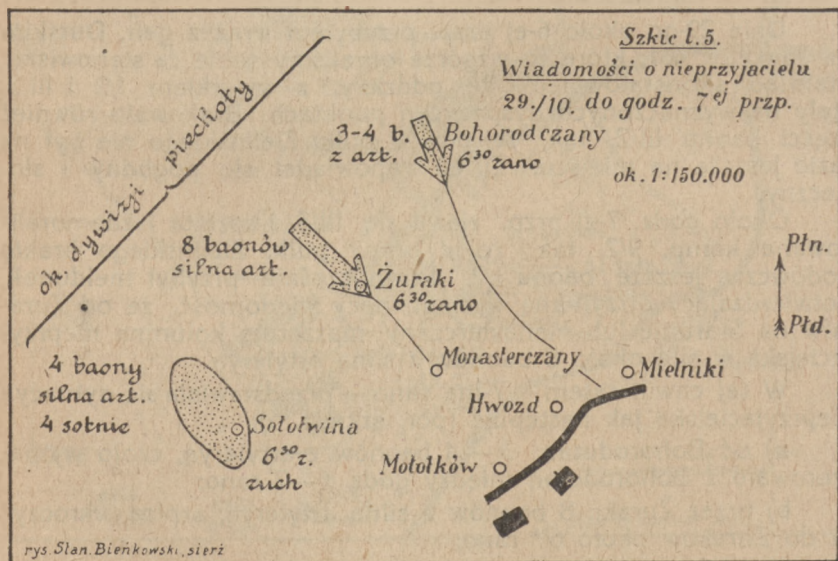 Szkic l.5.
Wiadomości o nieprzyjacielu
29./10. do godz. 7ej przp.
ok. 1:150.000
ok. dywizji piechoty
3-4 b.
z art.
Bohorodczany
6³⁰ rano
8 baonów
silna art.
Żuraki
6³⁰ rano
Płn.
Płd.
Monasterczany
Mielniki
Hwozd
4 baony
silna art.
4 sotnie
Sołotwina
6³⁰ r.
ruch
Mołotków
rys. Stan. Bieńkowski, sierż